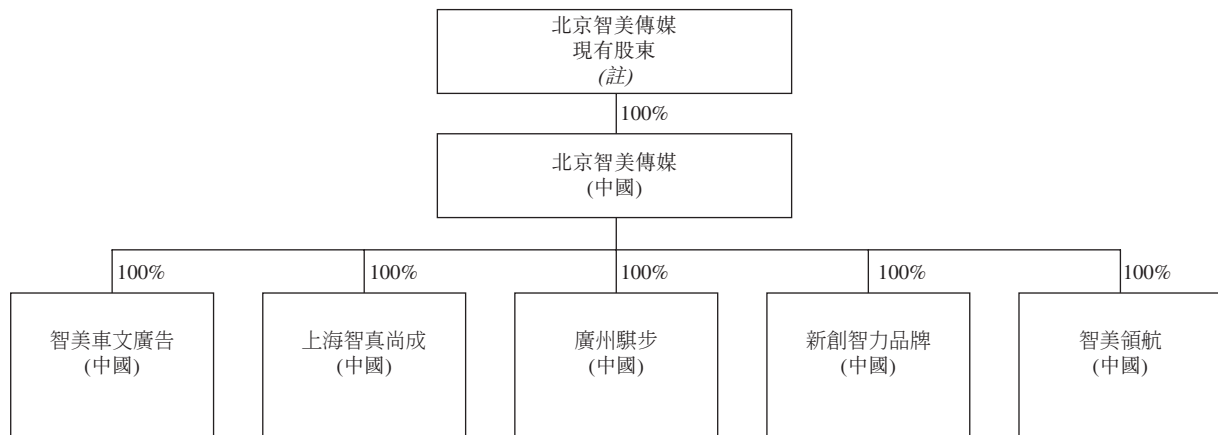 北京智美傳媒
現有股東
(註)
100%
北京智美傳媒
(中國)
100%
100%
100%
100%
100%
智美車文廣告
(中國)
上海智真尚成
(中國)
廣州騏步
(中國)
新創智力品牌
(中國)
智美領航
(中國)